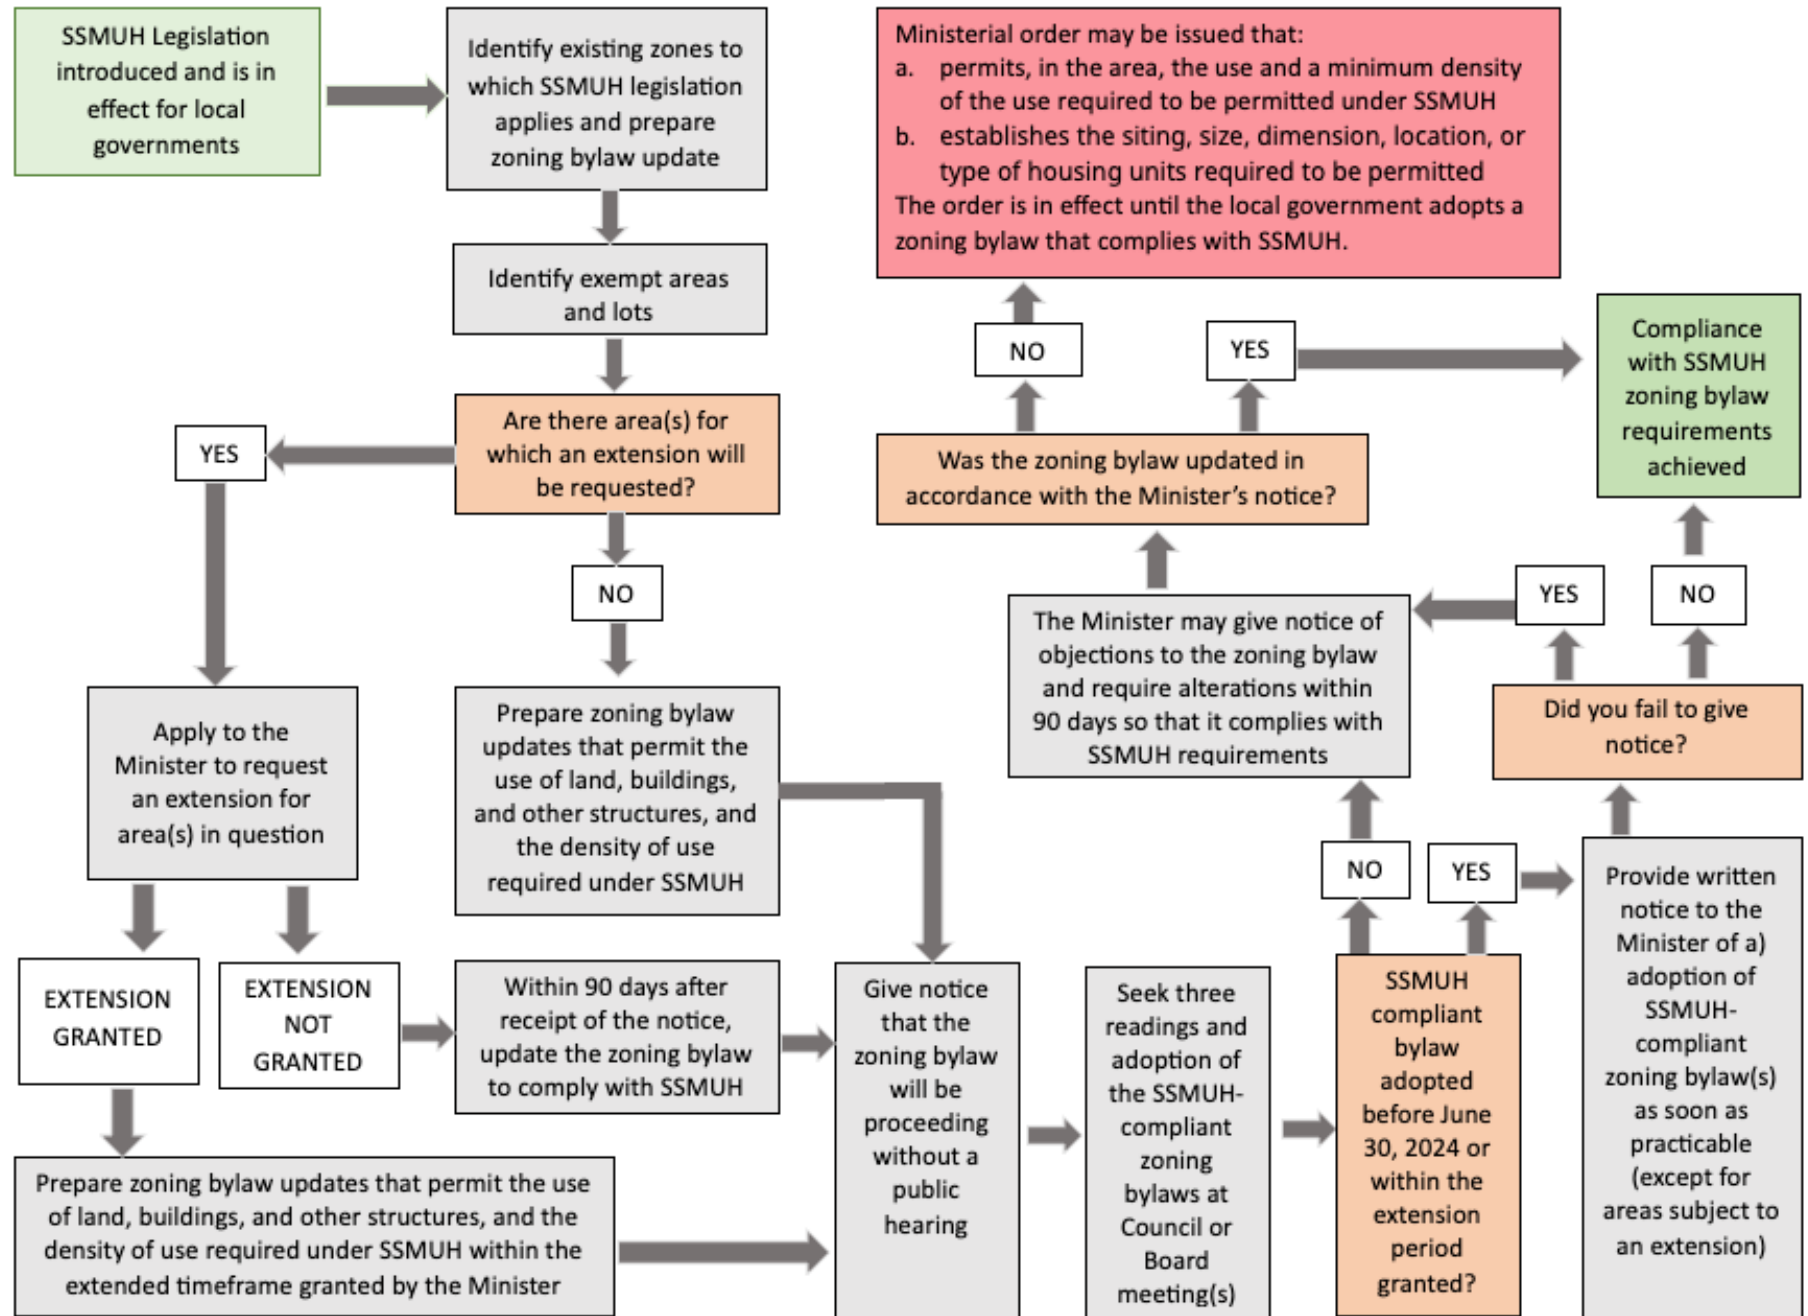 SSMUH Legislation
introduced and is in
effect for local
governments
Identify existing zones to
which SSMUH legislation
applies and prepare
zoning bylaw update
Identify exempt areas
and lots
Are there area(s) for
which an extension will
be requested?
YES
NO
Apply to the
Minister to request
an extension for
area(s) in question
Prepare zoning bylaw
updates that permit the
use of land, buildings,
and other structures, and
the density of use
required under SSMUH
EXTENSION
GRANTED
EXTENSION
NOT
GRANTED
Within 90 days after
receipt of the notice,
update the zoning bylaw
to comply with SSMUH
Prepare zoning bylaw updates that permit the use
of land, buildings, and other structures, and the
density of use required under SSMUH within the
extended timeframe granted by the Minister
Give notice
that the
zoning bylaw
will be
proceeding
without a
public
hearing
Seek three
readings and
adoption of
the SSMUH-
compliant
zoning
bylaws at
Council or
Board
meeting(s)
SSMUH
compliant
bylaw
adopted
before June
30, 2024 or
within the
extension
period
granted?
NO
YES
Provide written
notice to the
Minister of a)
adoption of
SSMUH-
compliant
zoning bylaw(s)
as soon as
practicable
(except for
areas subject to
an extension)
Did you fail to give
notice?
YES
NO
The Minister may give notice of
objections to the zoning bylaw
and require alterations within
90 days so that it complies with
SSMUH requirements
Was the zoning bylaw updated in
accordance with the Minister's notice?
NO
YES
Compliance
with SSMUH
zoning bylaw
requirements
achieved
Ministerial order may be issued that:
a. permits, in the area, the use and a minimum density
of the use required to be permitted under SSMUH
b. establishes the siting, size, dimension, location, or
type of housing units required to be permitted
The order is in effect until the local government adopts a
zoning bylaw that complies with SSMUH.